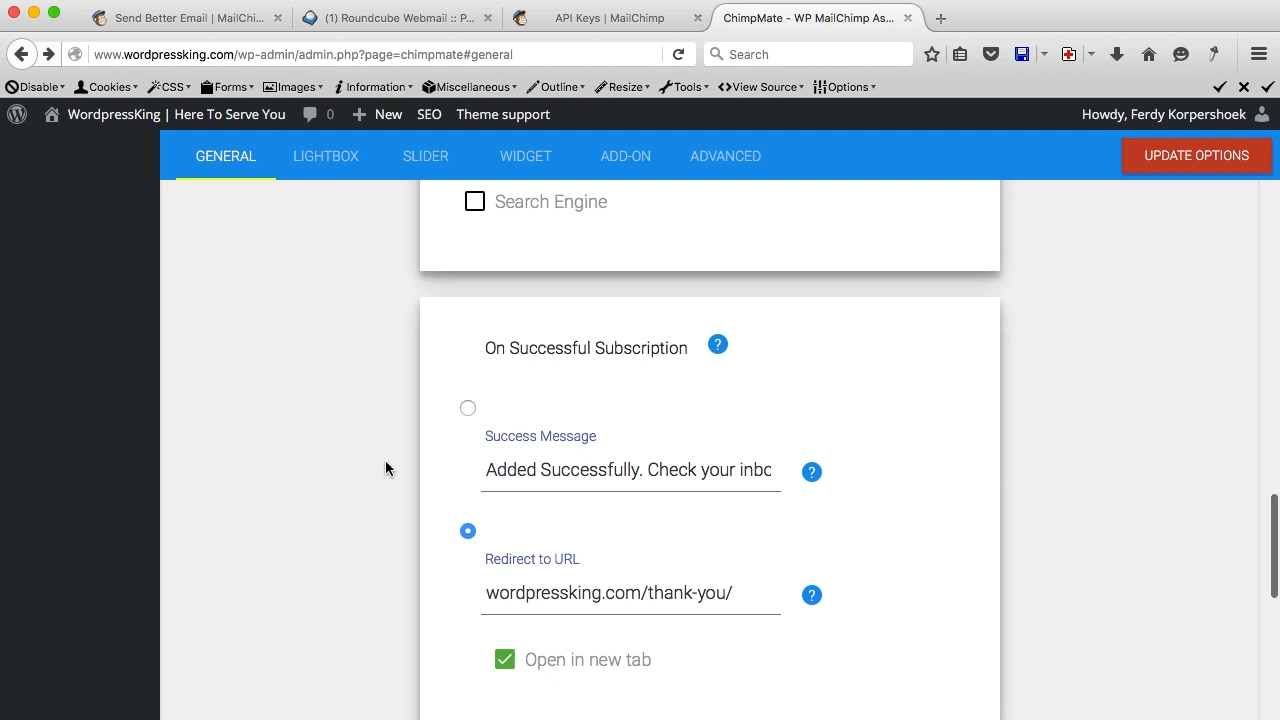 Send Better Email | MailChi...
(1) Roundcube Webmail :: P...
API Keys | MailChimp
ChimpMate - WP MailChimp As...
www.wordpressking.com/wp-admin/admin.php?page=chimpmate#general
Search
Disable
Cookies
CSS
Forms
Images
Information
Miscellaneous
Outline
Resize
Tools
View Source
Options
WordpressKing | Here To Serve You
0
New
SEO
Theme support
Howdy, Ferdy Korpershoek
GENERAL
LIGHTBOX
SLIDER
WIDGET
ADD-ON
ADVANCED
UPDATE OPTIONS
Search Engine
On Successful Subscription
?
Success Message
Added Successfully. Check your inbo
?
Redirect to URL
wordpressking.com/thank-you/
?
Open in new tab